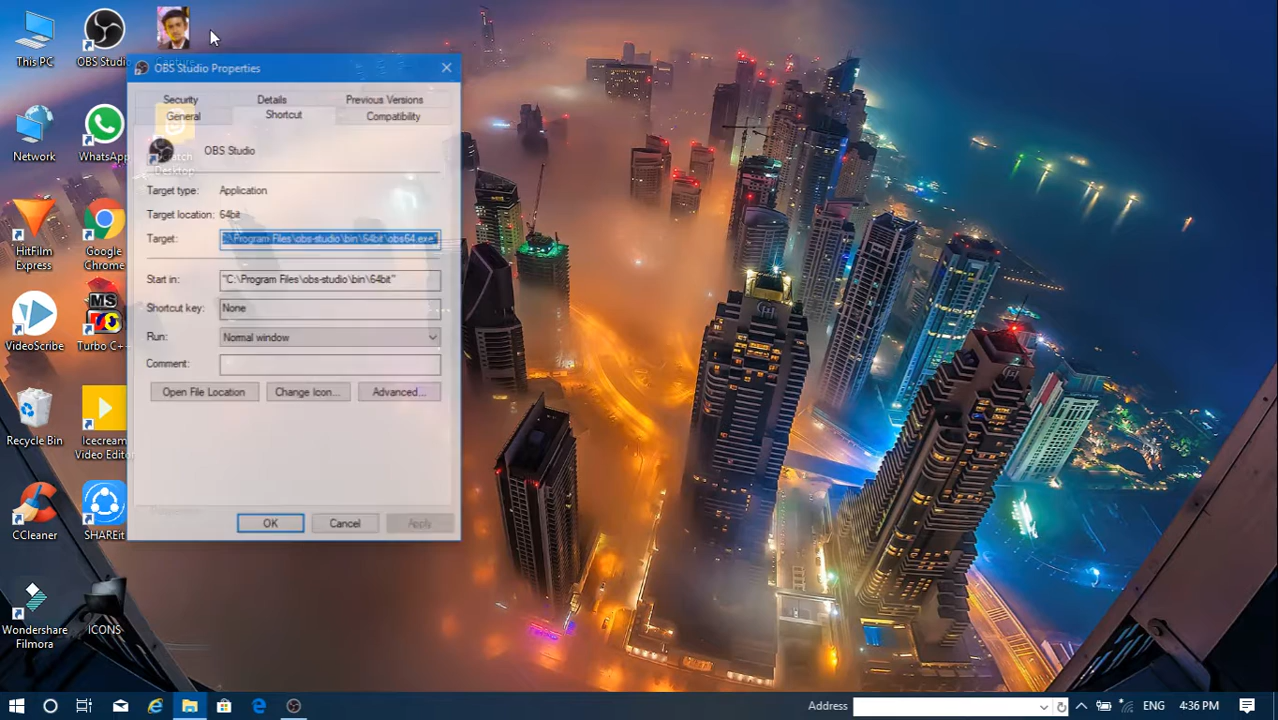 This PC
OBS Studio
Network
WhatsApp
HitFilm
Express
Google
Chrome
VideoScribe
MS
Turbo C++
Recycle Bin
Icecream
Video Editor
CCleaner
SHAREit
Wondershare
Filmora
ICONS
Desktop
OBS Studio Properties
Security
Details
Previous Versions
General
Shortcut
Compatibility
OBS Studio
Target type: Application
Target location: 64bit
Target: :\Program Files\obs-studio\bin\64bit\obs64.exe"
Start in: "C:\Program Files\obs-studio\bin\64bit"
Shortcut key: None
Run: Normal window
Comment:
Open File Location
Change Icon...
Advanced...
OK
Cancel
Apply
Address
ENG
4:36 PM